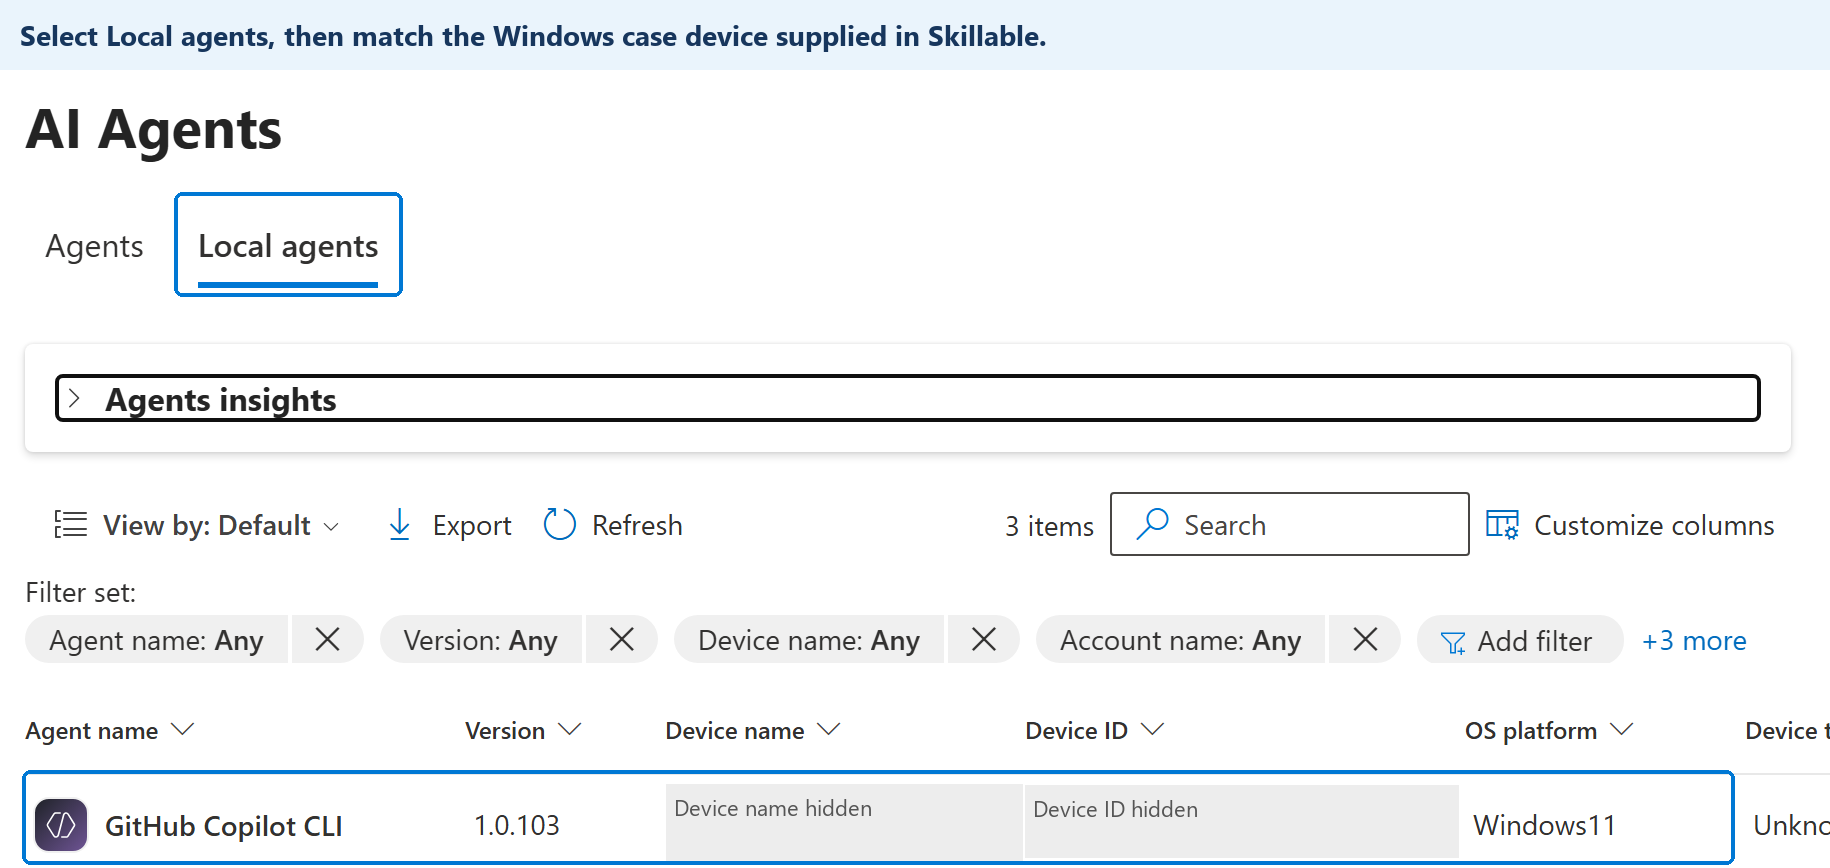 Select Local agents, then match the Windows case device supplied in Skillable.
AI Agents
Agents Local agents
Agents insights
View by: Default Export Refresh 3 items Search Customize columns
Filter set:
Agent name: Any Version: Any Device name: Any Account name: Any Add filter +3 more
Agent name Version Device name Device ID OS platform Device t
GitHub Copilot CLI 1.0.103 Device name hidden Device ID hidden Windows11 Unkno